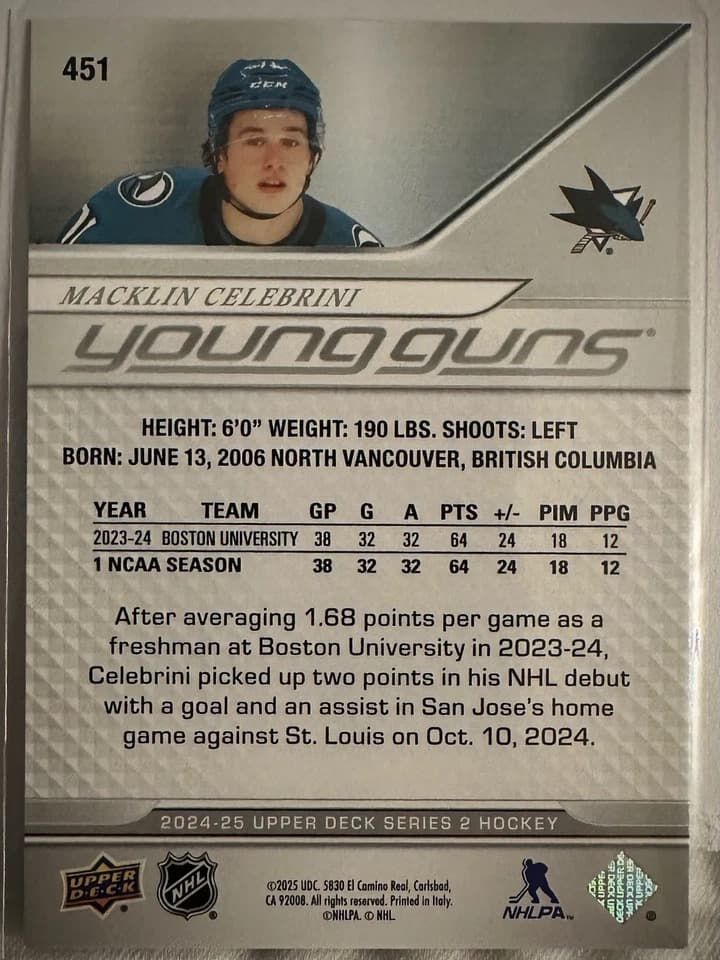 451
CCM
MACKLIN CELEBRINI
young guns®
HEIGHT: 6'0" WEIGHT: 190 LBS. SHOOTS: LEFT
BORN: JUNE 13, 2006 NORTH VANCOUVER, BRITISH COLUMBIA
YEAR TEAM GP G A PTS +/- PIM PPG
2023-24 BOSTON UNIVERSITY 38 32 32 64 24 18 12
1 NCAA SEASON 38 32 32 64 24 18 12
After averaging 1.68 points per game as a
freshman at Boston University in 2023-24,
Celebrini picked up two points in his NHL debut
with a goal and an assist in San Jose's home
game against St. Louis on Oct. 10, 2024.
2024-25 UPPER DECK SERIES 2 HOCKEY
UPPER
D•E•C•K
NHL®
©2025 UDC. 5830 El Camino Real, Carlsbad,
CA 92008. All rights reserved. Printed in Italy.
©NHLPA. © NHL.
NHLPA™